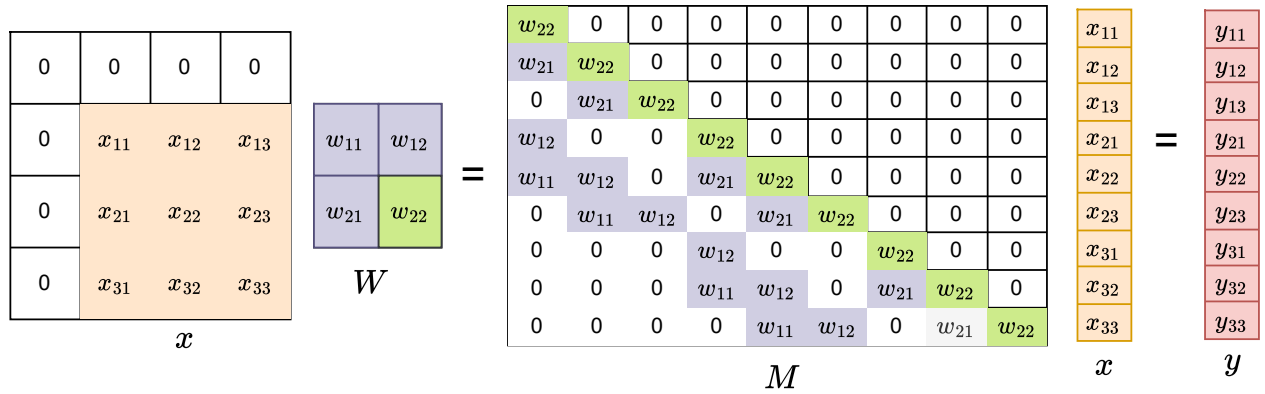 0 0 0 0
0 x₁₁ x₁₂ x₁₃
0 x₂₁ x₂₂ x₂₃
0 x₃₁ x₃₂ x₃₃
x
w₁₁ w₁₂
w₂₁ w₂₂
W
=
w₂₂ 0 0 0 0 0 0 0 0
w₂₁ w₂₂ 0 0 0 0 0 0 0
0 w₂₁ w₂₂ 0 0 0 0 0 0
w₁₂ 0 0 w₂₂ 0 0 0 0 0
w₁₁ w₁₂ 0 w₂₁ w₂₂ 0 0 0 0
0 w₁₁ w₁₂ 0 w₂₁ w₂₂ 0 0 0
0 0 0 w₁₂ 0 0 w₂₂ 0 0
0 0 0 w₁₁ w₁₂ 0 w₂₁ w₂₂ 0
0 0 0 0 w₁₁ w₁₂ 0 w₂₁ w₂₂
M
x₁₁
x₁₂
x₁₃
x₂₁
x₂₂
x₂₃
x₃₁
x₃₂
x₃₃
x
=
y₁₁
y₁₂
y₁₃
y₂₁
y₂₂
y₂₃
y₃₁
y₃₂
y₃₃
y